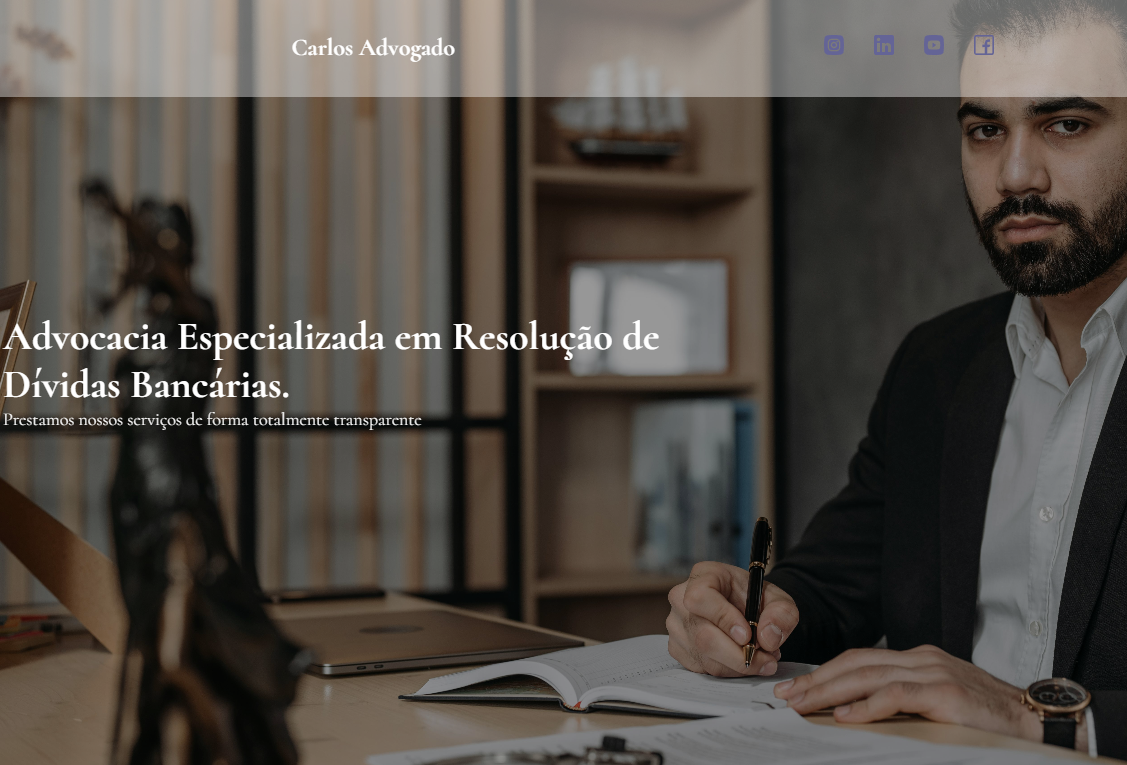 Carlos Advogado
Advocacia Especializada em Resolução de
Dívidas Bancárias.
Prestamos nossos serviços de forma totalmente transparente